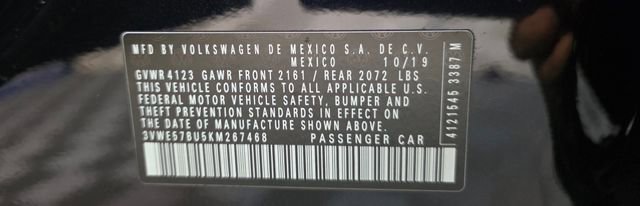 MFD BY VOLKSWAGEN DE MEXICO S.A. DE C.V.
MEXICO 10/19
GVWR 4123 GAWR FRONT 2161 / REAR 2072 LBS
THIS VEHICLE CONFORMS TO ALL APPLICABLE U.S.
FEDERAL MOTOR VEHICLE SAFETY, BUMPER AND
THEFT PREVENTION STANDARDS IN EFFECT ON
THE DATE OF MANUFACTURE SHOWN ABOVE.
3VWE57BU5KM267468 PASSENGER CAR
4121545 3387 M